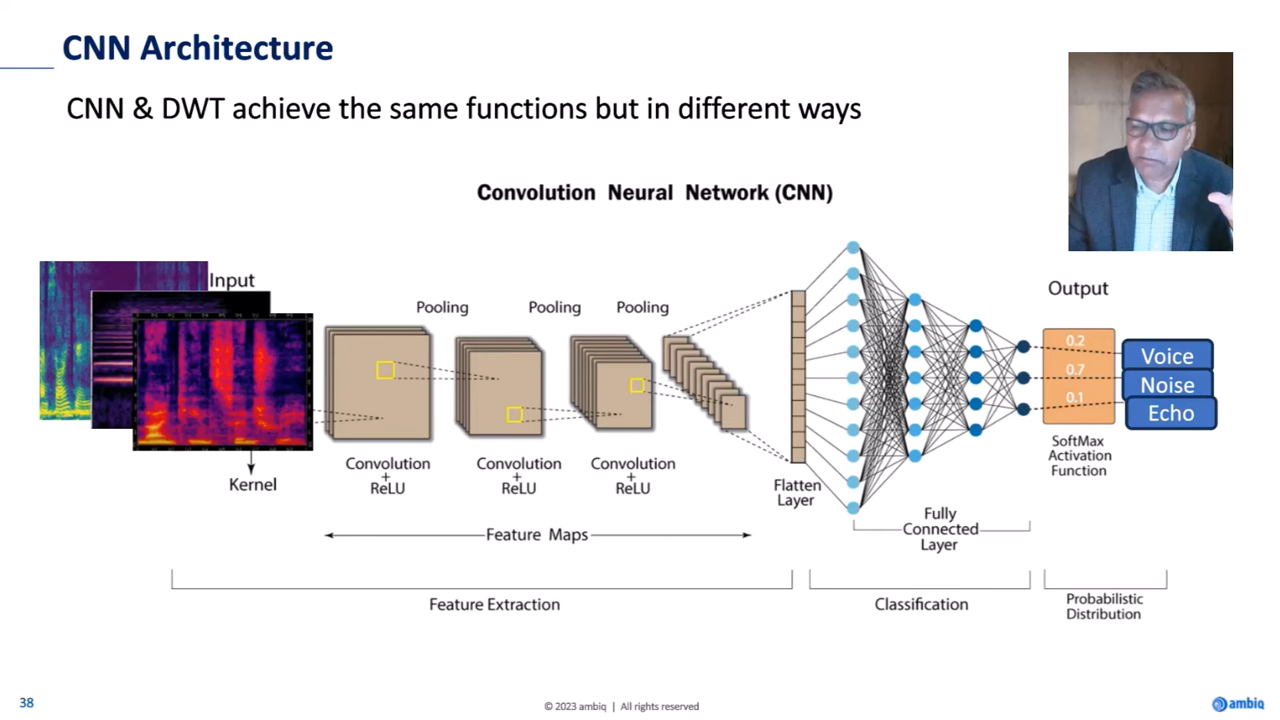 CNN Architecture
CNN & DWT achieve the same functions but in different ways
Convolution Neural Network (CNN)
Input
Kernel
Pooling
Pooling
Pooling
Convolution
+
ReLU
Convolution
+
ReLU
Convolution
+
ReLU
Feature Maps
Flatten
Layer
Fully
Connected
Layer
Output
0.2
0.7
0.1
Voice
Noise
Echo
SoftMax
Activation
Function
Feature Extraction
Classification
Probabilistic
Distribution
38
© 2023 ambiq | All rights reserved
ambiq